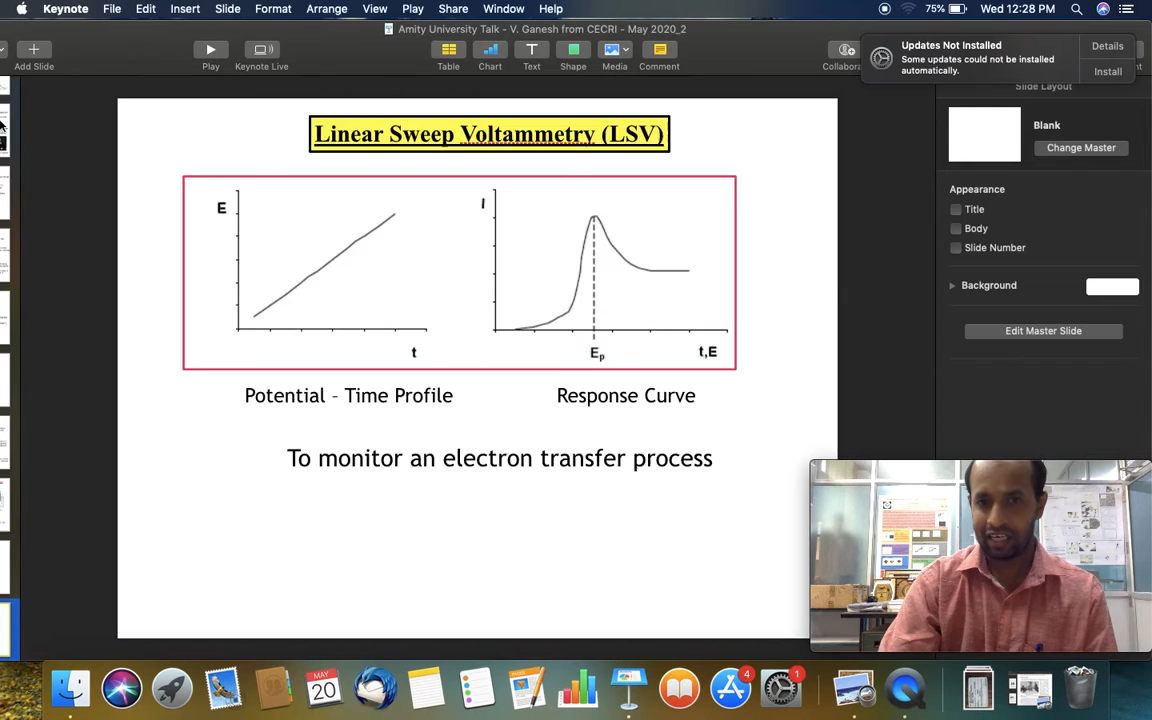 Keynote File Edit Insert Slide Format Arrange View Play Share Window Help 75% Wed 12:28 PM
Amity University Talk - V. Ganesh from CECRI - May 2020_2
Add Slide Play Keynote Live Table Chart Text Shape Media Comment Collabora
Updates Not Installed
Some updates could not be installed
automatically.
Details
Install
Slide Layout
Blank
Change Master
Appearance
Title
Body
Slide Number
Background
Edit Master Slide
Linear Sweep Voltammetry (LSV)
E
t
I
Ep
t,E
Potential - Time Profile
Response Curve
To monitor an electron transfer process
MAY
20
4
1